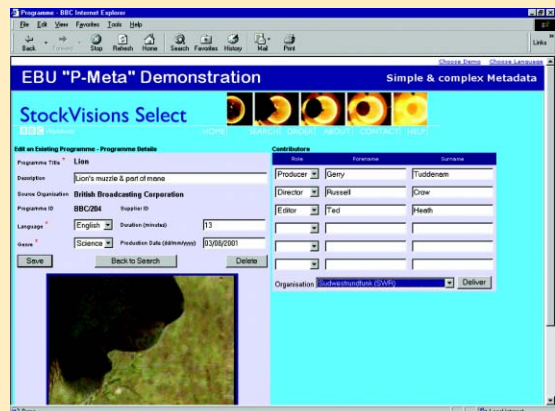 Programme - BBC Internet Explorer
File Edit View Favorites Tools Help
Back Forward Stop Refresh Home Search Favorites History Mail Print
Links
Choose Demo Choose Language
EBU "P-Meta" Demonstration
Simple & complex Metadata
StockVisions Select
BBC Worldwide
HOME SEARCH ORDER ABOUT CONTACT HELP
Edit an Existing Programme - Programme Details
Programme Title * Lion
Description Lion's muzzle & part of mane
Source Organisation British Broadcasting Corporation
Programme ID BBC/204 Supplier ID
Language * English Duration (minutes) 13
Genre * Science Production Date (dd/mm/yyyy) 03/08/2001
Save Back to Search Delete
Contributors
Role Forename Surname
Producer Gerry Tuddenam
Director Russell Crow
Editor Ted Heath
Organisation Sudwestrundfunk (SWR) Deliver
Local intranet